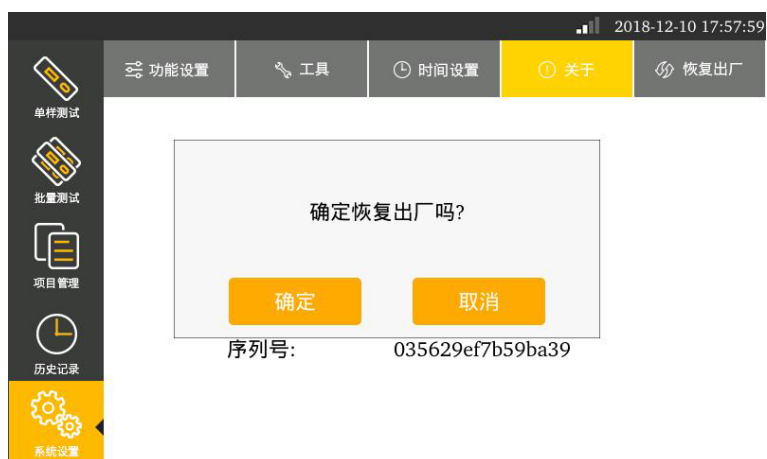 2018-12-10 17:57:59
功能设置
工具
时间设置
关于
恢复出厂
单样测试
批量测试
项目管理
历史记录
系统设置
确定恢复出厂吗?
确定
取消
序列号: 035629ef7b59ba39